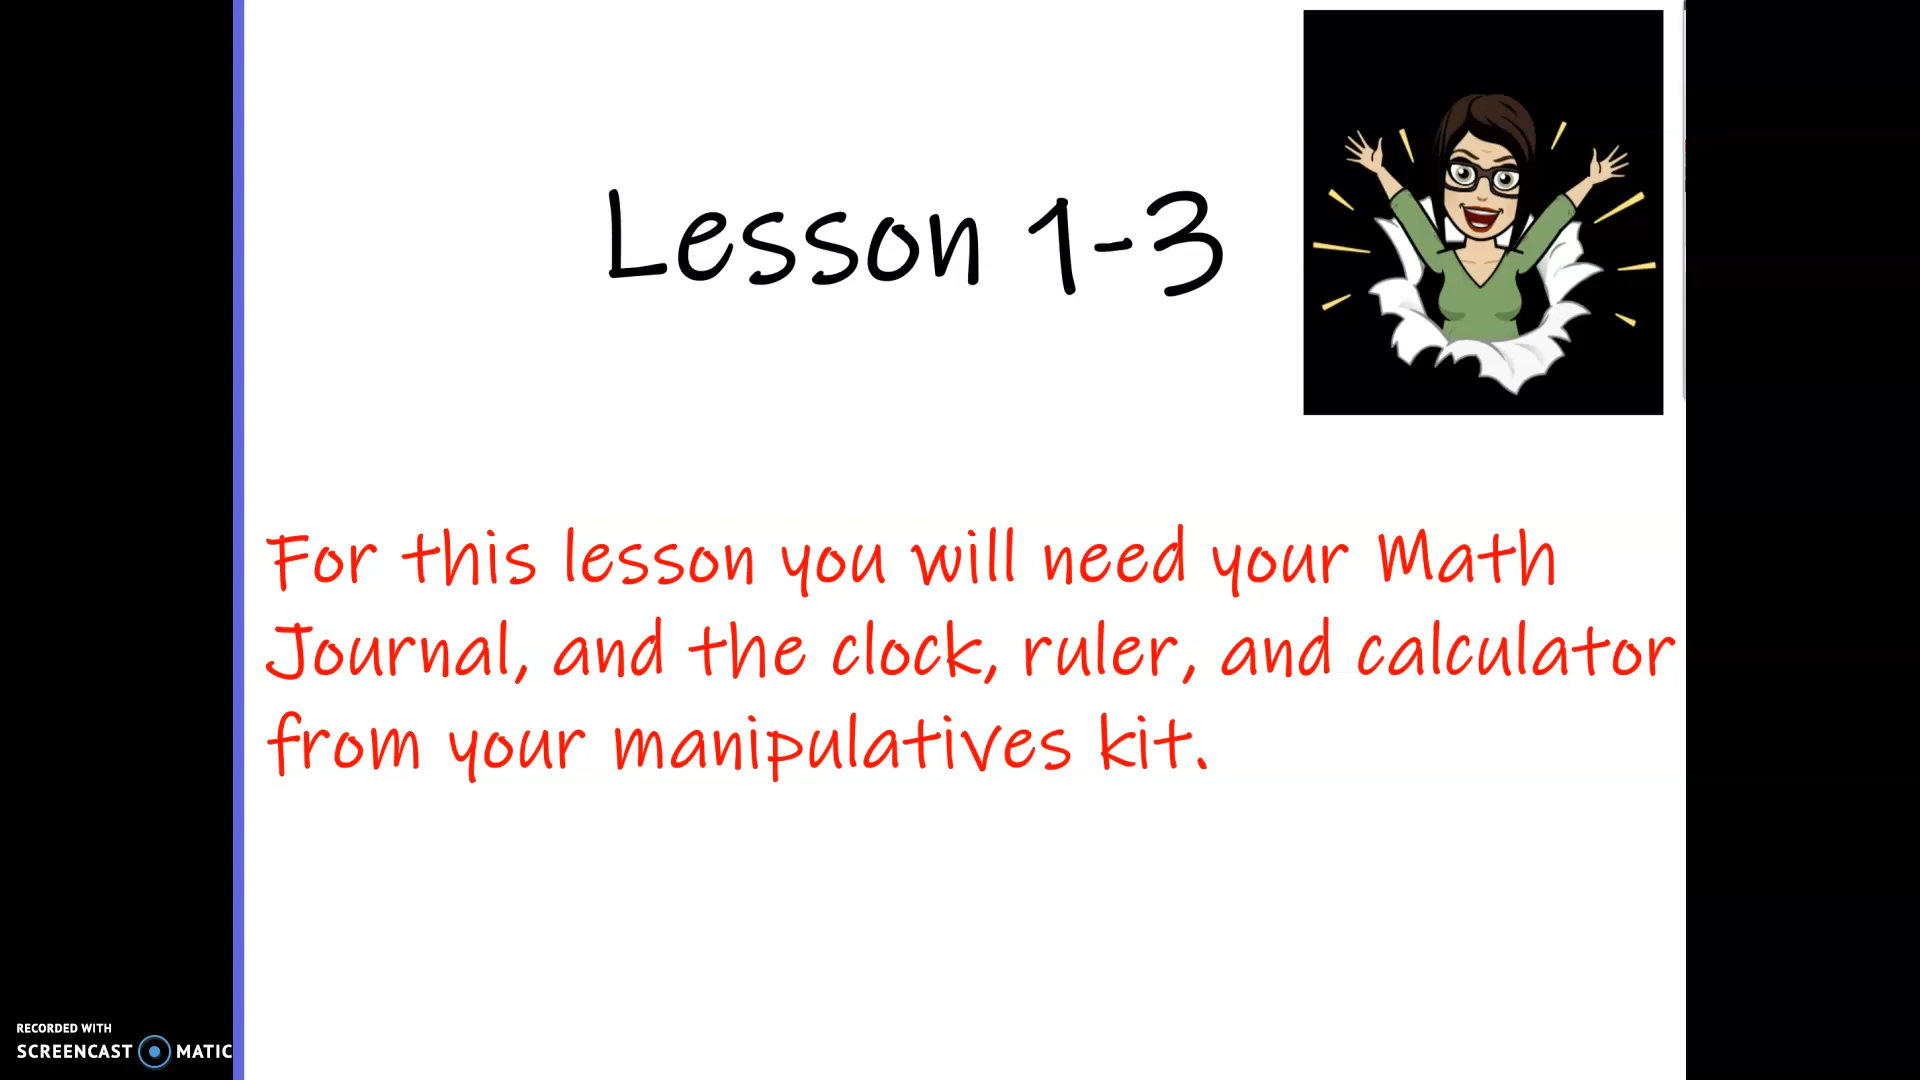 Lesson 1-3
For this lesson you will need your Math
Journal, and the clock, ruler, and calculator
from your manipulatives kit.
RECORDED WITH
SCREENCAST MATIC